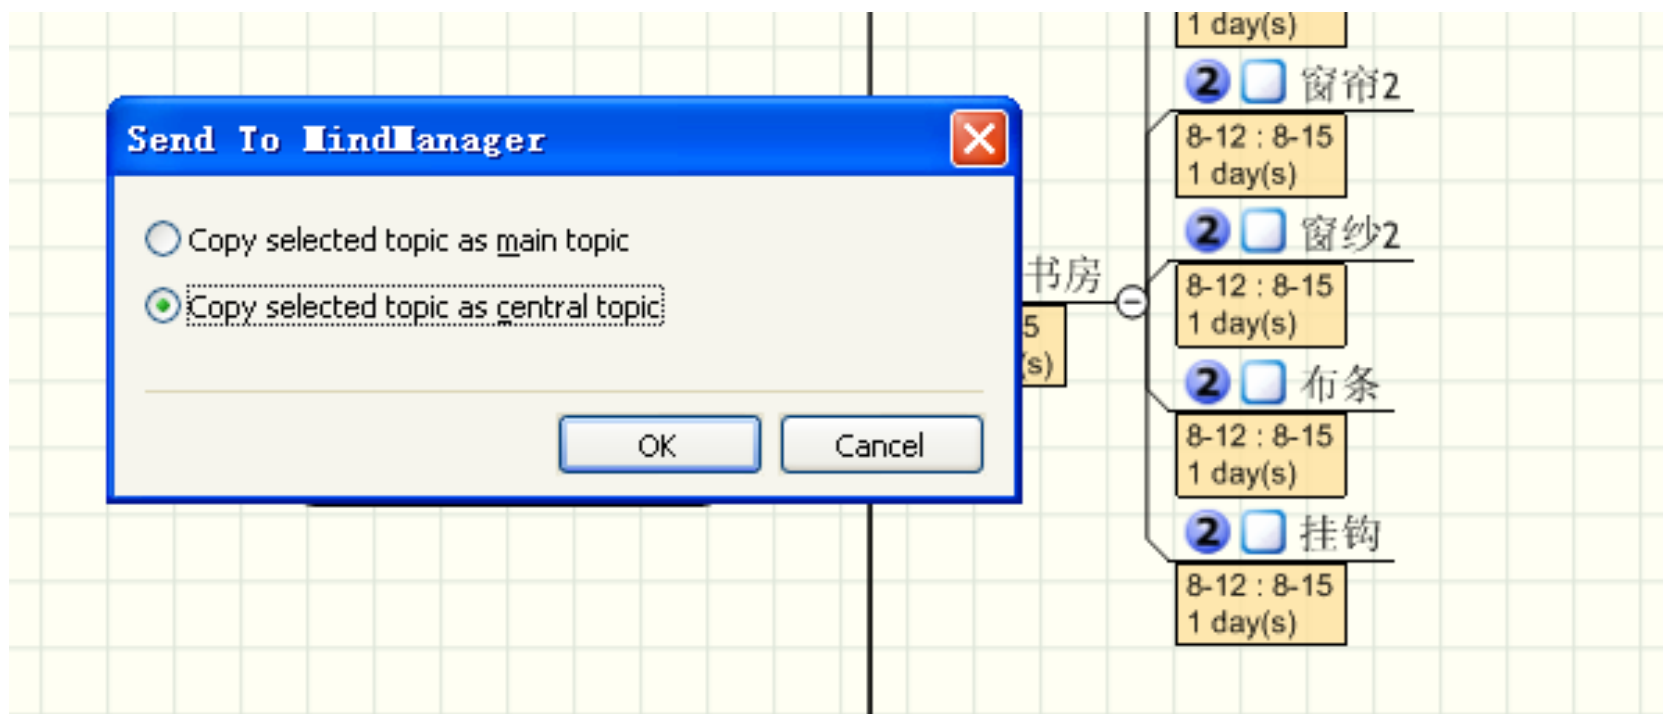 Send To MindManager
Copy selected topic as main topic
Copy selected topic as central topic
OK
Cancel
书房
5
(s)
1 day(s)
2 窗帘2
8-12 : 8-15
1 day(s)
2 窗纱2
8-12 : 8-15
1 day(s)
2 布条
8-12 : 8-15
1 day(s)
2 挂钩
8-12 : 8-15
1 day(s)